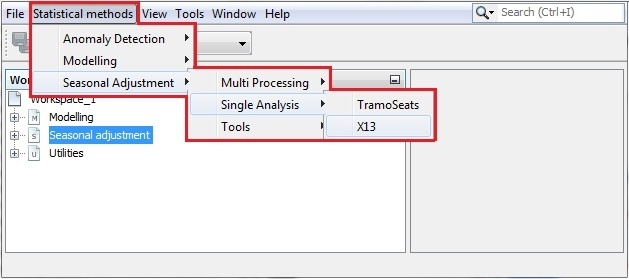 File Statistical methods View Tools Window Help
Search (Ctrl+I)
Anomaly Detection
Modelling
Seasonal Adjustment
Multi Processing
Single Analysis
Tools
TramoSeats
X13
Workspace_1
M Modelling
S Seasonal adjustment
U Utilities